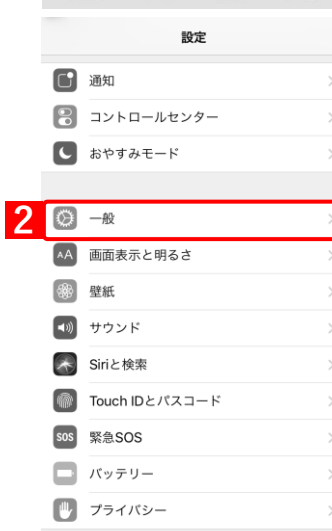 設定
通知
コントロールセンター
おやすみモード
2
一般
AA 画面表示と明るさ
壁紙
サウンド
Siriと検索
Touch IDとパスコード
SOS 緊急SOS
バッテリー
プライバシー